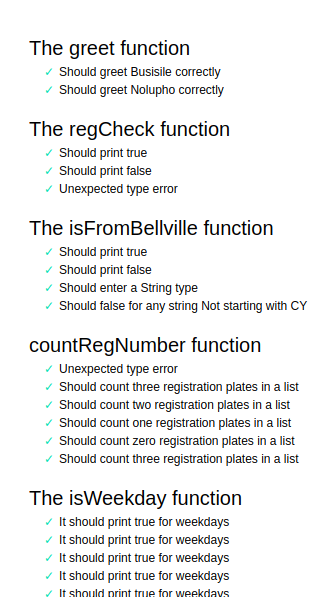 The greet function
✓ Should greet Busisile correctly
✓ Should greet Nolupho correctly
The regCheck function
✓ Should print true
✓ Should print false
✓ Unexpected type error
The isFromBellville function
✓ Should print true
✓ Should print false
✓ Should enter a String type
✓ Should false for any string Not starting with CY
countRegNumber function
✓ Unexpected type error
✓ Should count three registration plates in a list
✓ Should count two registration plates in a list
✓ Should count one registration plates in a list
✓ Should count zero registration plates in a list
✓ Should count three registration plates in a list
The isWeekday function
✓ It should print true for weekdays
✓ It should print true for weekdays
✓ It should print true for weekdays
✓ It should print true for weekdays
✓ It should print true for weekdays